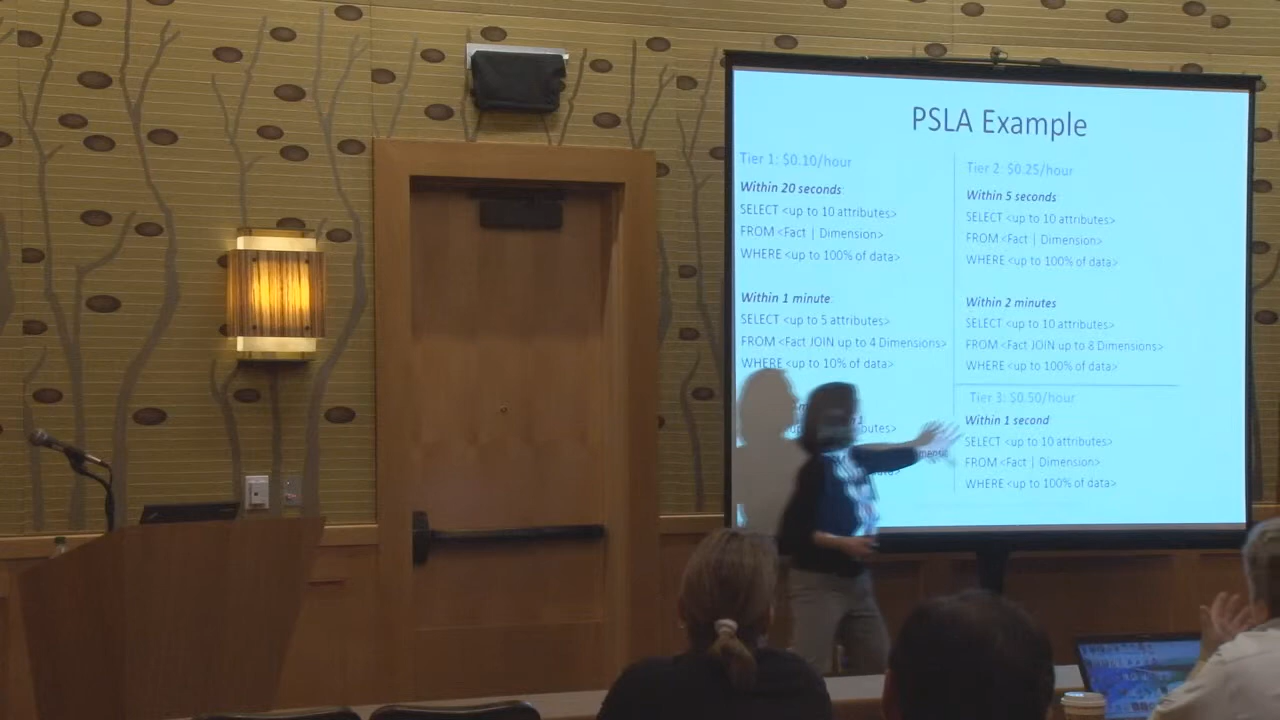 PSLA Example
Tier 1: $0.10/hour
Within 20 seconds:
SELECT <up to 10 attributes>
FROM <Fact | Dimension>
WHERE <up to 100% of data>
Within 1 minute:
SELECT <up to 5 attributes>
FROM <Fact JOIN up to 4 Dimensions>
WHERE <up to 10% of data>
Tier 2: $0.25/hour
Within 5 seconds:
SELECT <up to 10 attributes>
FROM <Fact | Dimension>
WHERE <up to 100% of data>
Within 2 minutes
SELECT <up to 10 attributes>
FROM <Fact JOIN up to 8 Dimensions>
WHERE <up to 100% of data>
Tier 3: $0.50/hour
Within 1 second
SELECT <up to 10 attributes>
FROM <Fact | Dimension>
WHERE <up to 100% of data>